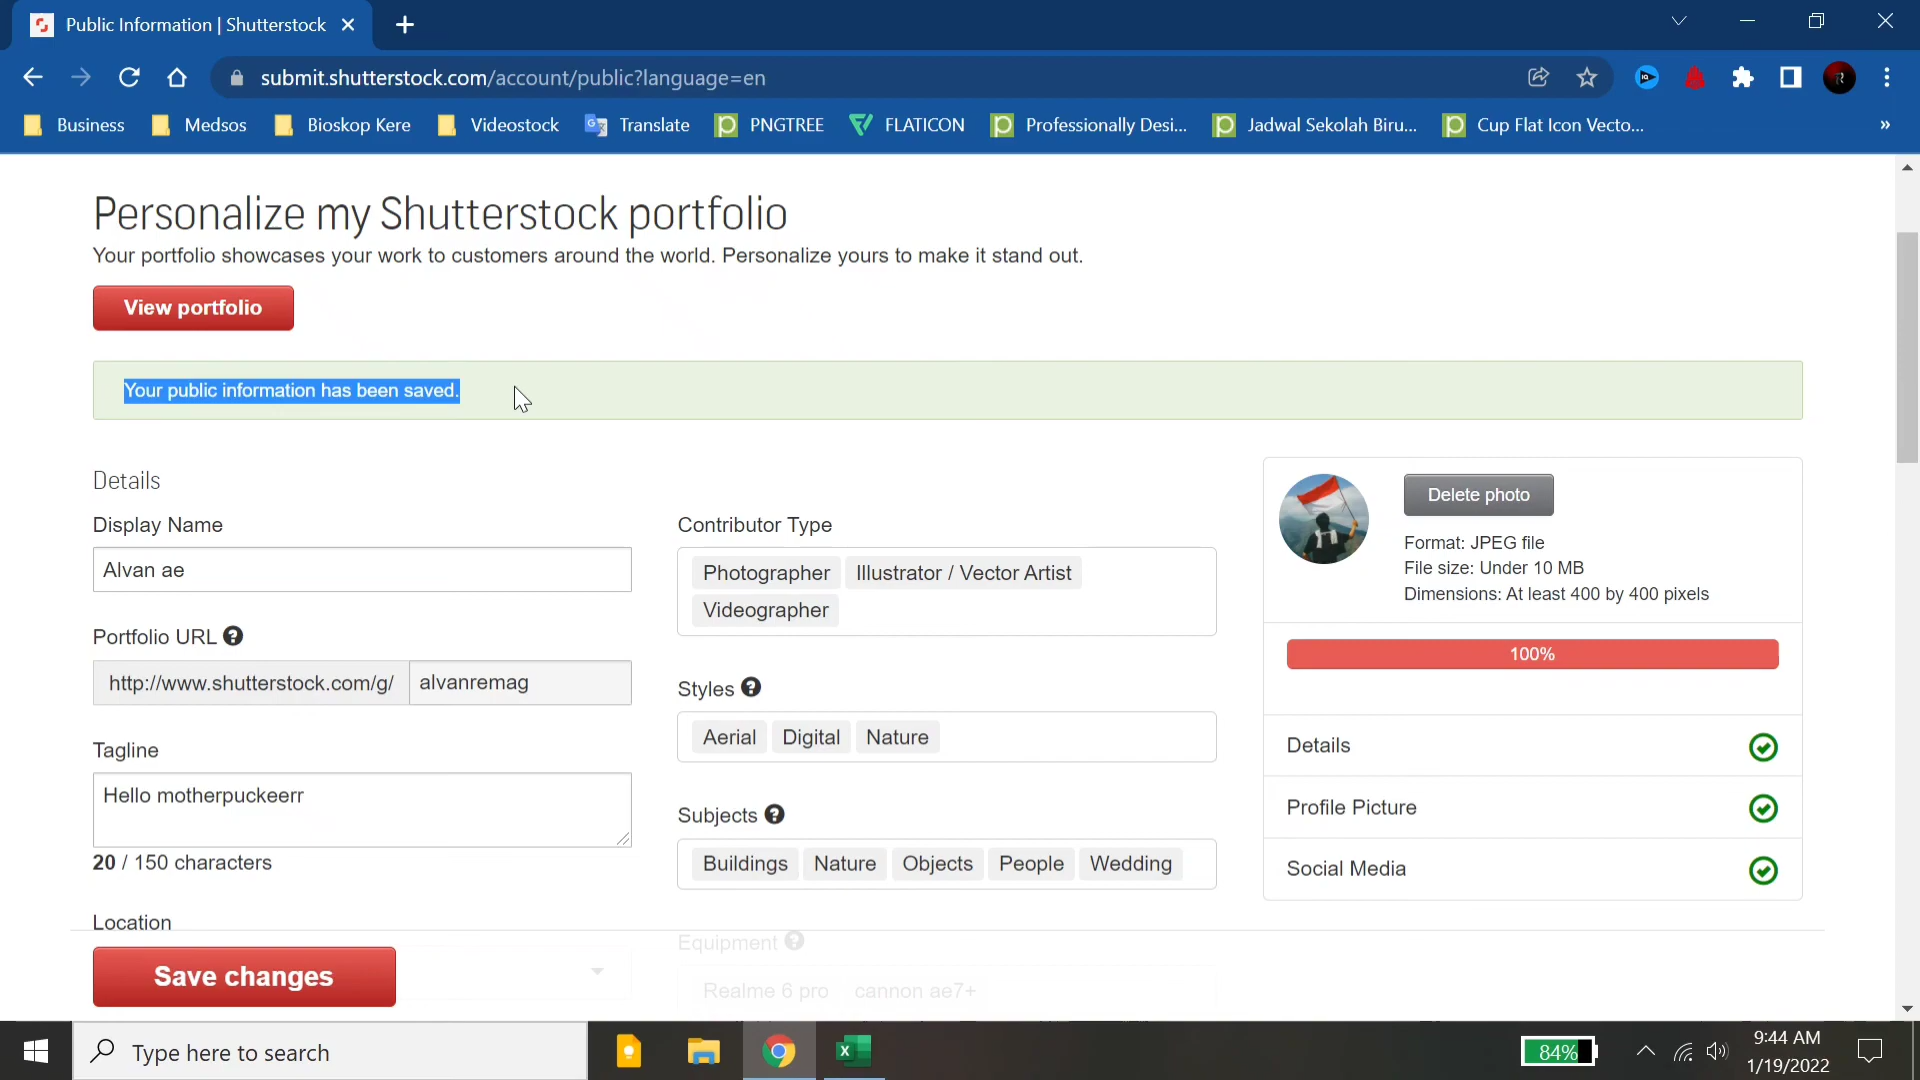 Public Information | Shutterstock
submit.shutterstock.com/account/public?language=en
Business Medsos Bioskop Kere Videostock Translate PNGTREE FLATICON Professionally Desi... Jadwal Sekolah Biru... Cup Flat Icon Vecto... »
Personalize my Shutterstock portfolio
Your portfolio showcases your work to customers around the world. Personalize yours to make it stand out.
View portfolio
Your public information has been saved.
Details
Display Name
Alvan ae
Portfolio URL ?
http://www.shutterstock.com/g/ alvanremag
Tagline
Hello motherpuckeerr
20 / 150 characters
Location
Save changes
Contributor Type
Photographer Illustrator / Vector Artist
Videographer
Styles ?
Aerial Digital Nature
Subjects ?
Buildings Nature Objects People Wedding
Equipment ?
Realme 6 pro cannon ae7+
Delete photo
Format: JPEG file
File size: Under 10 MB
Dimensions: At least 400 by 400 pixels
100%
Details
Profile Picture
Social Media
Type here to search
84%
9:44 AM
1/19/2022